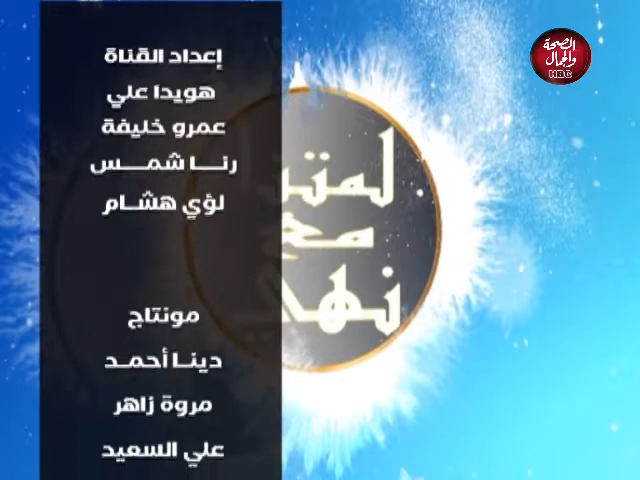 إعداد القناة
هويدا علي
عمرو خليفة
رنا شمس
لؤي هشام
مونتاج
دينا أحمد
مروة زاهر
علي السعيد
الصحة
والجمال
HBC
مع